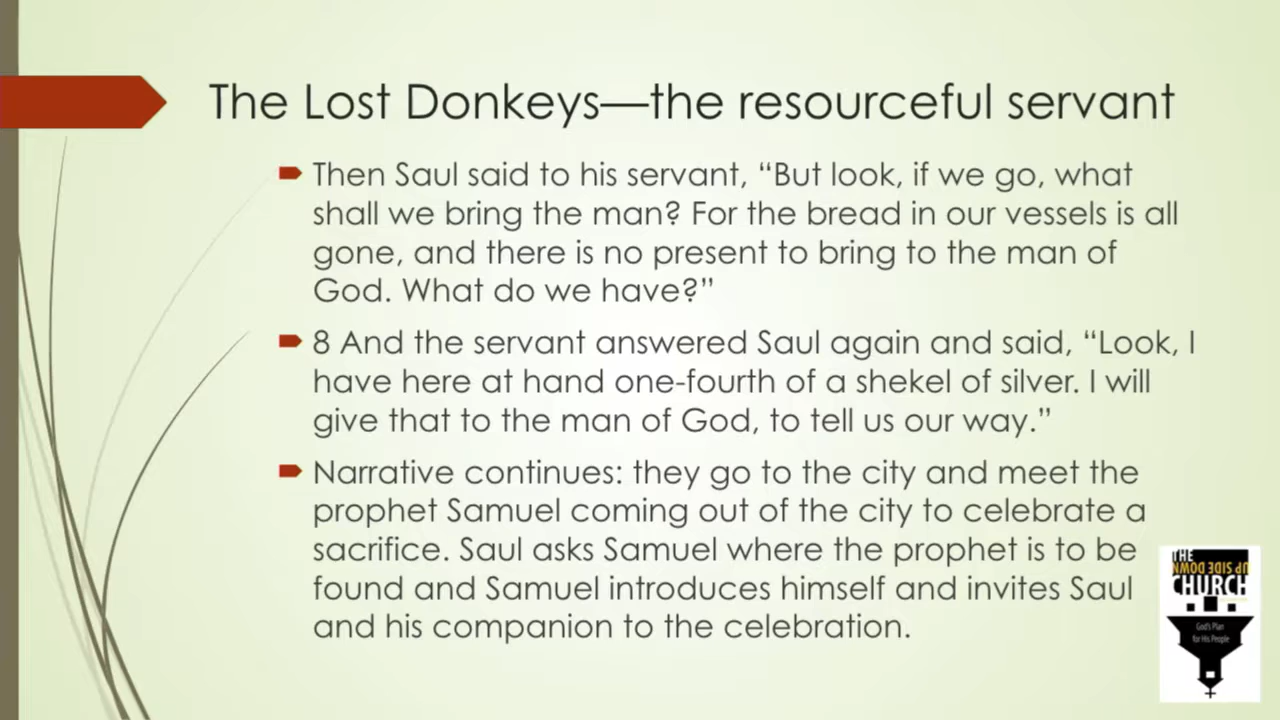 The Lost Donkeys—the resourceful servant
Then Saul said to his servant, “But look, if we go, what
shall we bring the man? For the bread in our vessels is all
gone, and there is no present to bring to the man of
God. What do we have?”
8 And the servant answered Saul again and said, “Look, I
have here at hand one-fourth of a shekel of silver. I will
give that to the man of God, to tell us our way.”
Narrative continues: they go to the city and meet the
prophet Samuel coming out of the city to celebrate a
sacrifice. Saul asks Samuel where the prophet is to be
found and Samuel introduces himself and invites Saul
and his companion to the celebration.
THE
UP SIDE DOWN
CHURCH
God's Plan
for His People